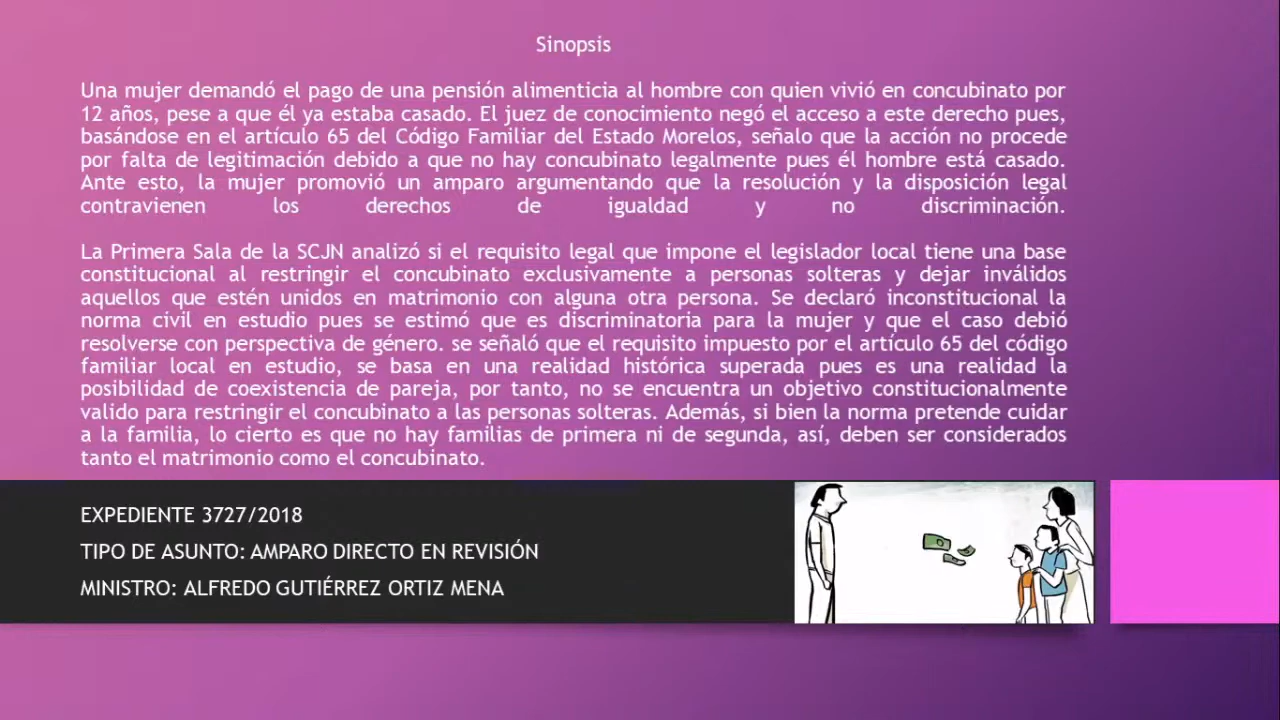 Sinopsis
Una mujer demandó el pago de una pensión alimenticia al hombre con quien vivió en concubinato por
12 años, pese a que él ya estaba casado. El juez de conocimiento negó el acceso a este derecho pues,
basándose en el artículo 65 del Código Familiar del Estado Morelos, señalo que la acción no procede
por falta de legitimación debido a que no hay concubinato legalmente pues él hombre está casado.
Ante esto, la mujer promovió un amparo argumentando que la resolución y la disposición legal
contravienen los derechos de igualdad y no discriminación.
La Primera Sala de la SCJN analizó si el requisito legal que impone el legislador local tiene una base
constitucional al restringir el concubinato exclusivamente a personas solteras y dejar inválidos
aquellos que estén unidos en matrimonio con alguna otra persona. Se declaró inconstitucional la
norma civil en estudio pues se estimó que es discriminatoria para la mujer y que el caso debió
resolverse con perspectiva de género. se señaló que el requisito impuesto por el artículo 65 del código
familiar local en estudio, se basa en una realidad histórica superada pues es una realidad la
posibilidad de coexistencia de pareja, por tanto, no se encuentra un objetivo constitucionalmente
valido para restringir el concubinato a las personas solteras. Además, si bien la norma pretende cuidar
a la familia, lo cierto es que no hay familias de primera ni de segunda, así, deben ser considerados
tanto el matrimonio como el concubinato.
EXPEDIENTE 3727/2018
TIPO DE ASUNTO: AMPARO DIRECTO EN REVISIÓN
MINISTRO: ALFREDO GUTIÉRREZ ORTIZ MENA